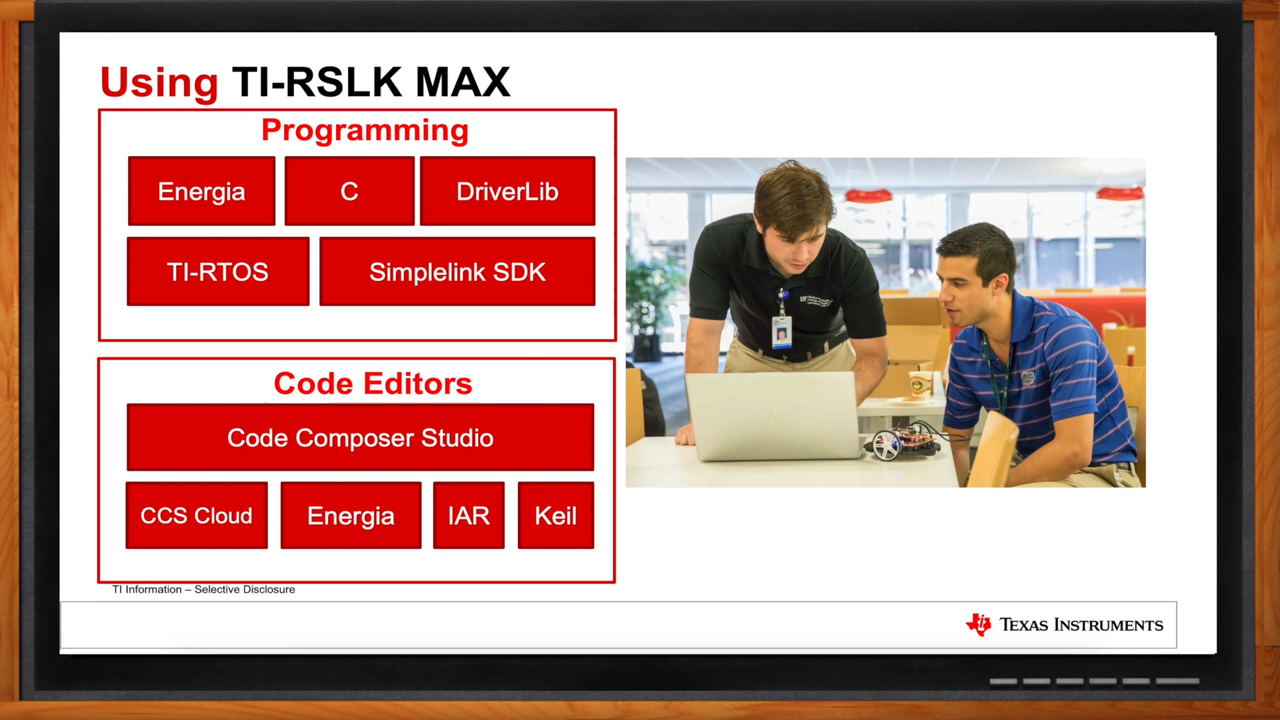 Using TI-RSLK MAX
Programming
Energia
C
DriverLib
TI-RTOS
Simplelink SDK
Code Editors
Code Composer Studio
CCS Cloud
Energia
IAR
Keil
TI Information – Selective Disclosure
TEXAS INSTRUMENTS